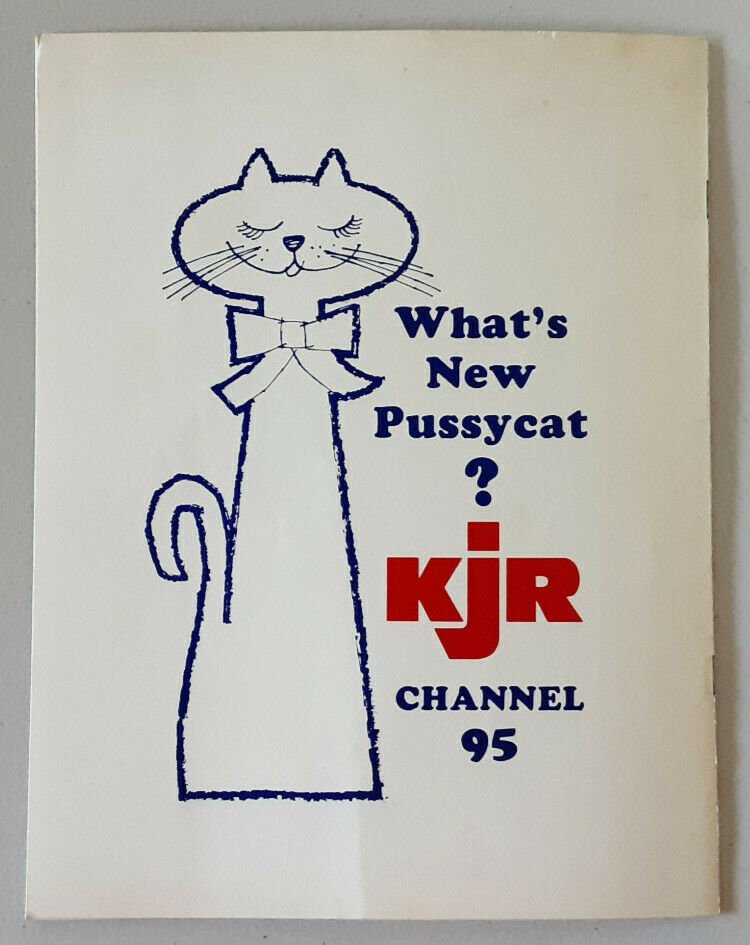 What's
New
Pussycat
?
KjR
CHANNEL
95